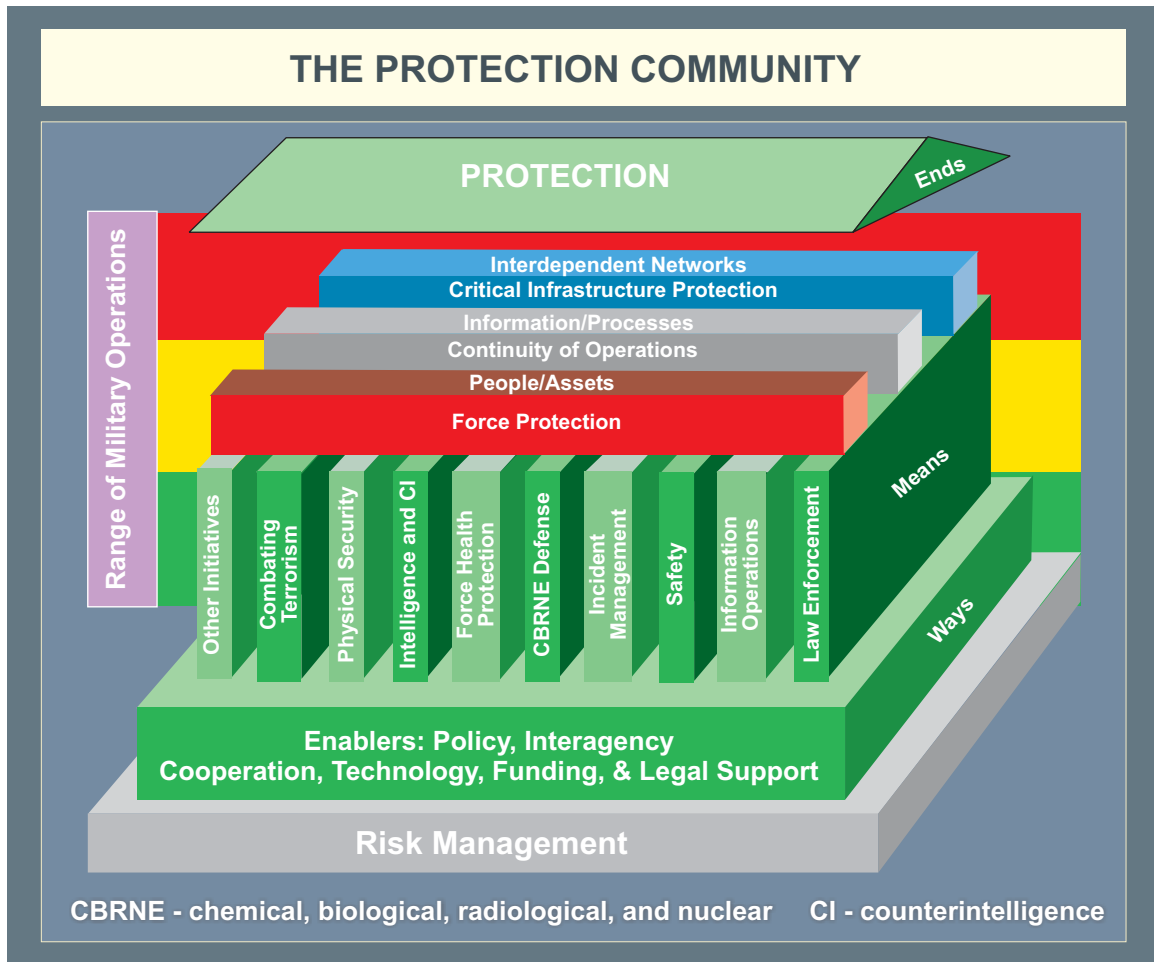 THE PROTECTION COMMUNITY
PROTECTION
Ends
Range of Military Operations
Interdependent Networks
Critical Infrastructure Protection
Information/Processes
Continuity of Operations
People/Assets
Force Protection
Means
Other Initiatives
Combating
Terrorism
Physical Security
Intelligence and CI
Force Health
Protection
CBRNE Defense
Incident
Management
Safety
Information
Operations
Law Enforcement
Ways
Enablers: Policy, Interagency
Cooperation, Technology, Funding, & Legal Support
Risk Management
CBRNE - chemical, biological, radiological, and nuclear CI - counterintelligence